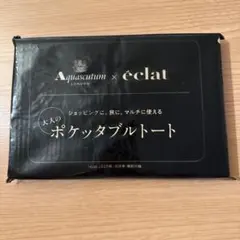 Aquascutum × éclat
LONDON
ショッピングに、旅に、マルチに使える
大人の
ポケッタブルトート